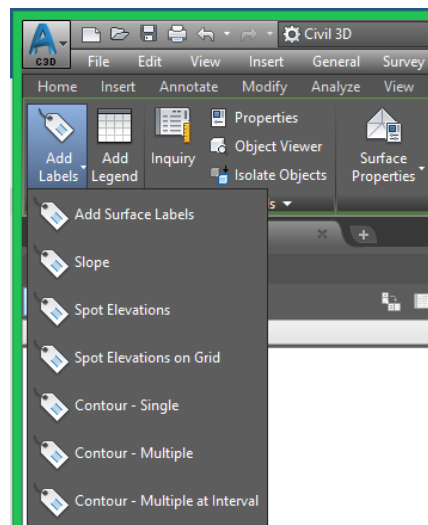 C3D
Civil 3D
File Edit View Insert General Survey
Home Insert Annotate Modify Analyze View
Add Labels
Add Legend
Inquiry
Properties
Object Viewer
Isolate Objects
Surface Properties
Add Surface Labels
Slope
Spot Elevations
Spot Elevations on Grid
Contour - Single
Contour - Multiple
Contour - Multiple at Interval